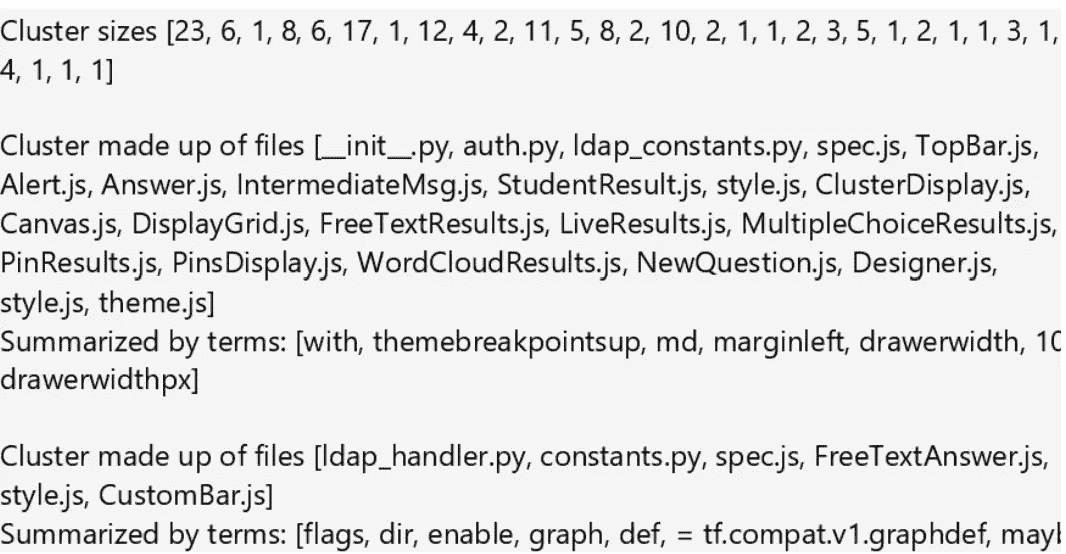 Cluster sizes [23, 6, 1, 8, 6, 17, 1, 12, 4, 2, 11, 5, 8, 2, 10, 2, 1, 1, 2, 3, 5, 1, 2, 1, 1, 3, 1,
4, 1, 1, 1]
Cluster made up of files [__init__.py, auth.py, ldap_constants.py, spec.js, TopBar.js,
Alert.js, Answer.js, IntermediateMsg.js, StudentResult.js, style.js, ClusterDisplay.js,
Canvas.js, DisplayGrid.js, FreeTextResults.js, LiveResults.js, MultipleChoiceResults.js,
PinResults.js, PinsDisplay.js, WordCloudResults.js, NewQuestion.js, Designer.js,
style.js, theme.js]
Summarized by terms: [with, themebreakpointsup, md, marginleft, drawerwidth,
drawerwidthpx]
Cluster made up of files [ldap_handler.py, constants.py, spec.js, FreeTextAnswer.js,
style.js, CustomBar.js]
Summarized by terms: [flags, dir, enable, graph, def, = tf.compat.v1.graphdef,